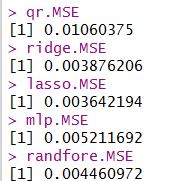 > qr.MSE
[1] 0.01060375
> ridge.MSE
[1] 0.003876206
> lasso.MSE
[1] 0.003642194
> mlp.MSE
[1] 0.005211692
> randfore.MSE
[1] 0.004460972